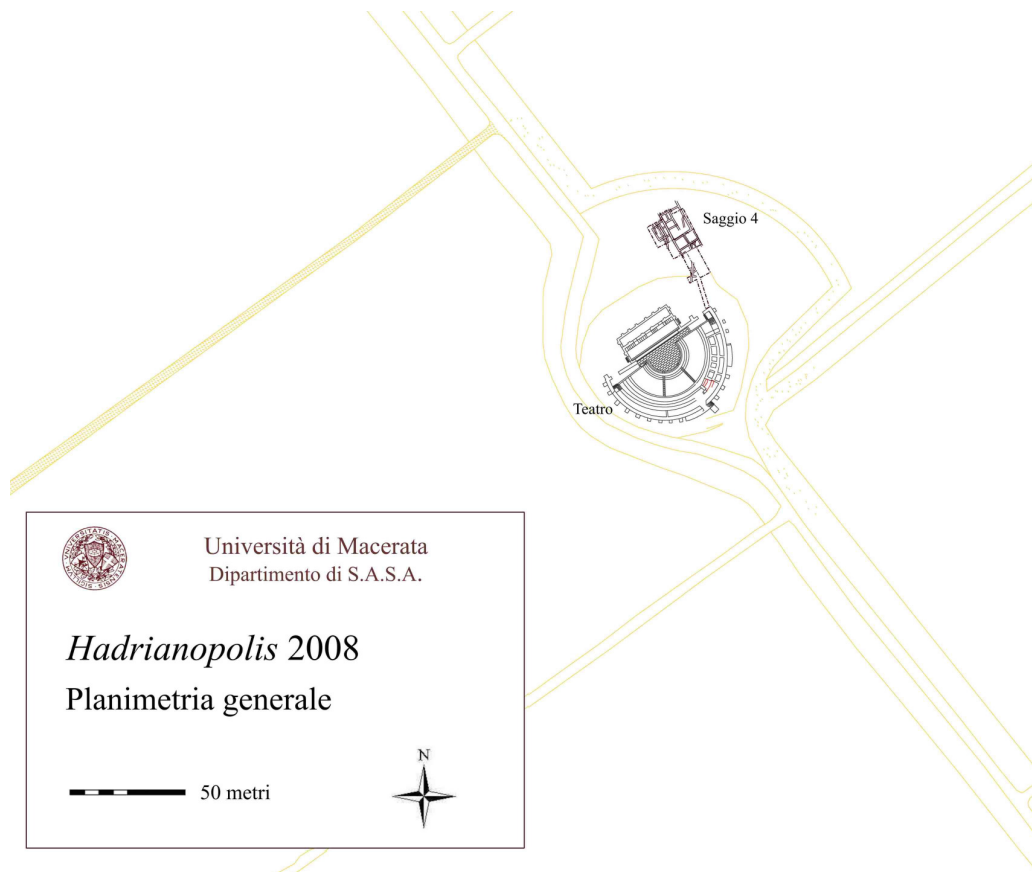 Saggio 4
Teatro
Università di Macerata
Dipartimento di S.A.S.A.
Hadrianopolis 2008
Planimetria generale
N
50 metri